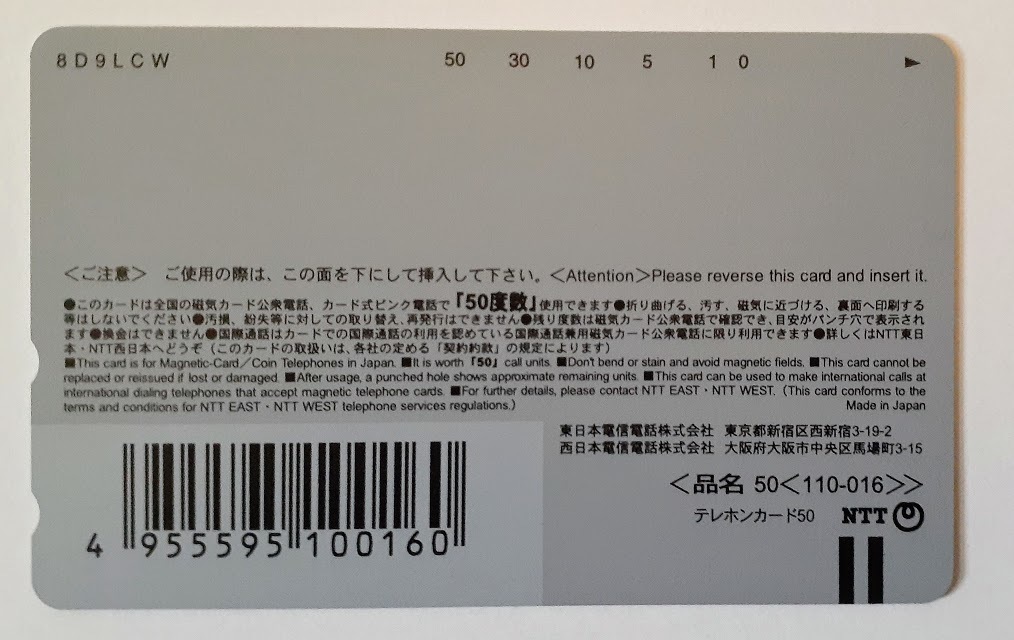 8D9LCW 50 30 10 5 1 0 ►
＜ご注意＞ ご使用の際は、この面を下にして挿入して下さい。＜Attention＞Please reverse this card and insert it.
●このカードは全国の磁気カード公衆電話、カード式ピンク電話で『50度数』使用できます●折り曲げる、汚す、磁気に近づける、裏面へ印刷する
等はしないでください●汚損、紛失等に対しての取り替え、再発行はできません●残り度数は磁気カード公衆電話で確認でき、目安がパンチ穴で表示されま
す●換金はできません●国際通話はカードでの国際通話の利用を認めている国際通話兼用磁気カード公衆電話に限り利用できます●詳しくはNTT東日
本・NTT西日本へどうぞ（このカードの取扱いは、各社の定める「契約約款」の規定によります）
■This card is for Magnetic-Card／Coin Telephones in Japan. ■It is worth「50」call units. ■Don't bend or stain and avoid magnetic fields. ■This card cannot be
replaced or reissued if lost or damaged. ■After usage, a punched hole shows approximate remaining units. ■This card can be used to make international calls at
international dialing telephones that accept magnetic telephone cards. ■For further details, please contact NTT EAST・NTT WEST.（This card conforms to the
terms and conditions for NTT EAST・NTT WEST telephone services regulations.） Made in Japan
東日本電信電話株式会社 東京都新宿区西新宿3-19-2
西日本電信電話株式会社 大阪府大阪市中央区馬場町3-15
＜品名 50＜110-016＞＞
テレホンカード50 NTT
4 955595 100160